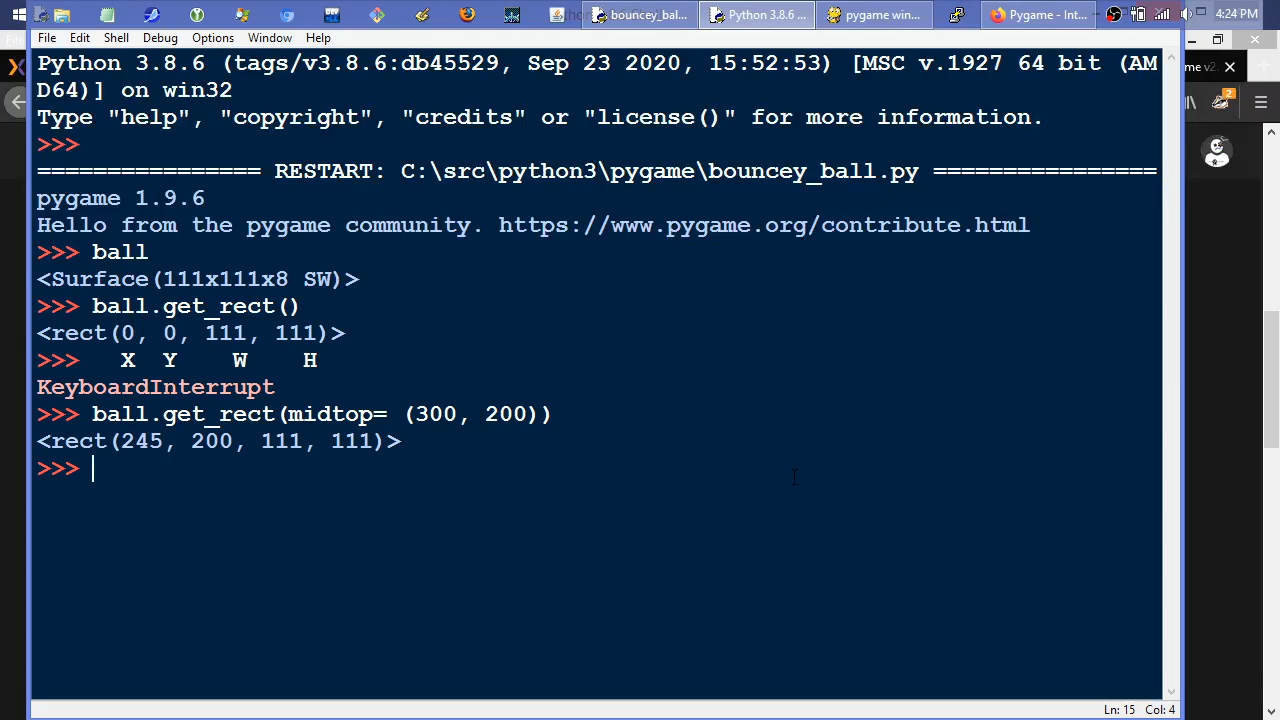 bouncey_bal...
Python 3.8.6 ...
pygame win...
Pygame - Int...
4:24 PM
File Edit Shell Debug Options Window Help
Python 3.8.6 (tags/v3.8.6:db45529, Sep 23 2020, 15:52:53) [MSC v.1927 64 bit (AM
D64)] on win32
Type "help", "copyright", "credits" or "license()" for more information.
>>>
================ RESTART: C:\src\python3\pygame\bouncey_ball.py ================
pygame 1.9.6
Hello from the pygame community. https://www.pygame.org/contribute.html
>>> ball
<Surface(111x111x8 SW)>
>>> ball.get_rect()
<rect(0, 0, 111, 111)>
>>>   X  Y    W    H
KeyboardInterrupt
>>> ball.get_rect(midtop= (300, 200))
<rect(245, 200, 111, 111)>
>>>
me v2
2
Ln: 15 Col: 4